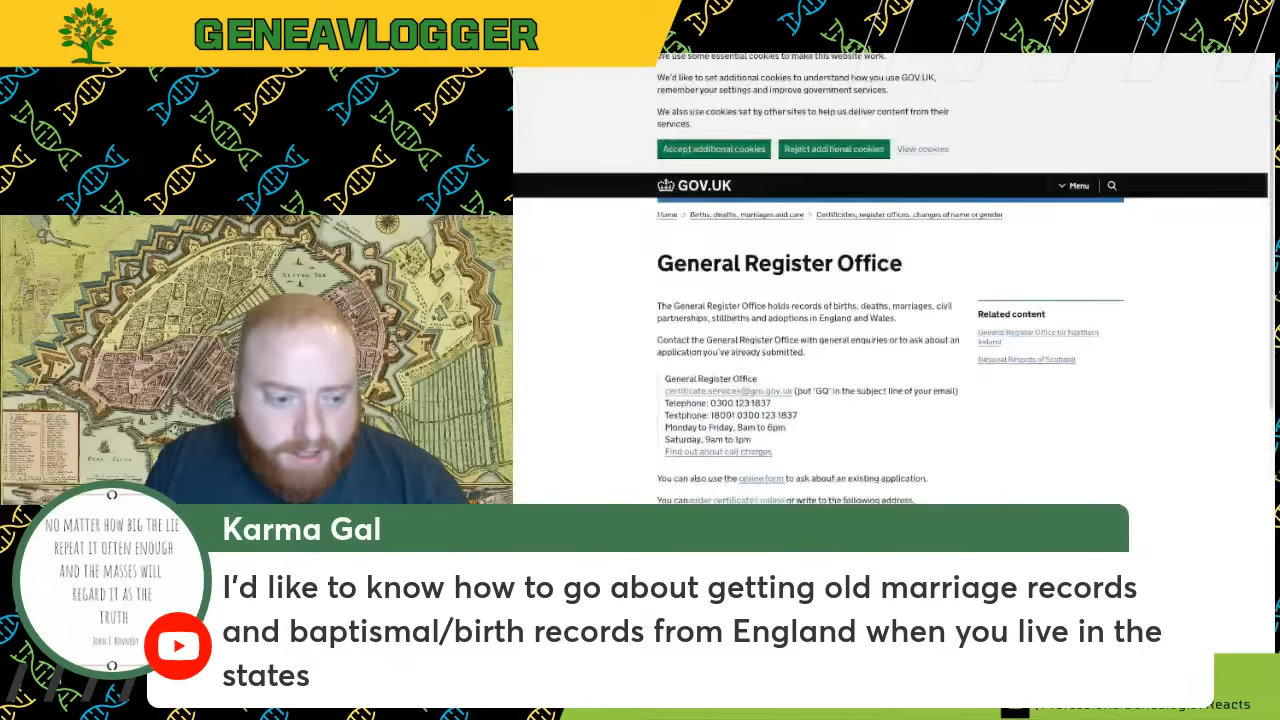 GENEAVLOGGER
We use some essential cookies to make this website work.
We'd like to set additional cookies to understand how you use GOV.UK,
remember your settings and improve government services.
We also use cookies set by other sites to help us deliver content from their
services.
Accept additional cookies
Reject additional cookies
View cookies
GOV.UK
Menu
Home > Births, deaths, marriages and care > Certificates, register offices, changes of name or gender
General Register Office
The General Register Office holds records of births, deaths, marriages, civil
partnerships, stillbirths and adoptions in England and Wales.
Contact the General Register Office with general enquiries or to ask about an
application you've already submitted.
General Register Office
certificate.services@gro.gov.uk (put 'GQ' in the subject line of your email)
Telephone: 0300 123 1837
Textphone: 18001 0300 123 1837
Monday to Friday, 8am to 6pm
Saturday, 9am to 1pm
Find out about call charges
You can also use the online form to ask about an existing application.
You can order certificates online or write to the following address.
Related content
General Register Office for Northern
Ireland
National Records of Scotland
ALSTER SEE
NO MATTER HOW BIG THE LIE
REPEAT IT OFTEN ENOUGH
AND THE MASSES WILL
REGARD IT AS THE
TRUTH
JOHN F. KENNEDY
Karma Gal
I'd like to know how to go about getting old marriage records
and baptismal/birth records from England when you live in the
states